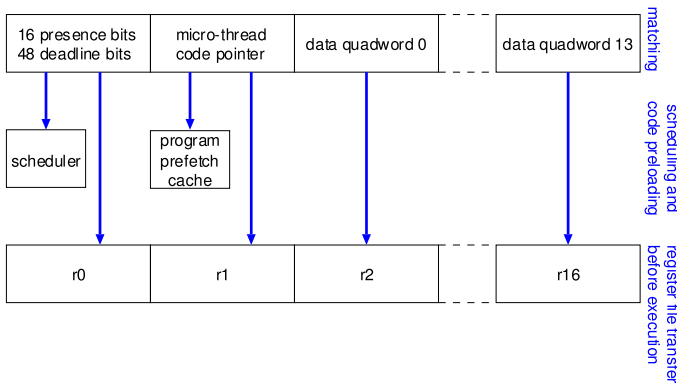 16 presence bits
48 deadline bits
micro-thread
code pointer
data quadword 0
data quadword 13
matching
scheduler
program
prefetch
cache
scheduling and
code preloading
r0
r1
r2
r16
register file transfer
before execution